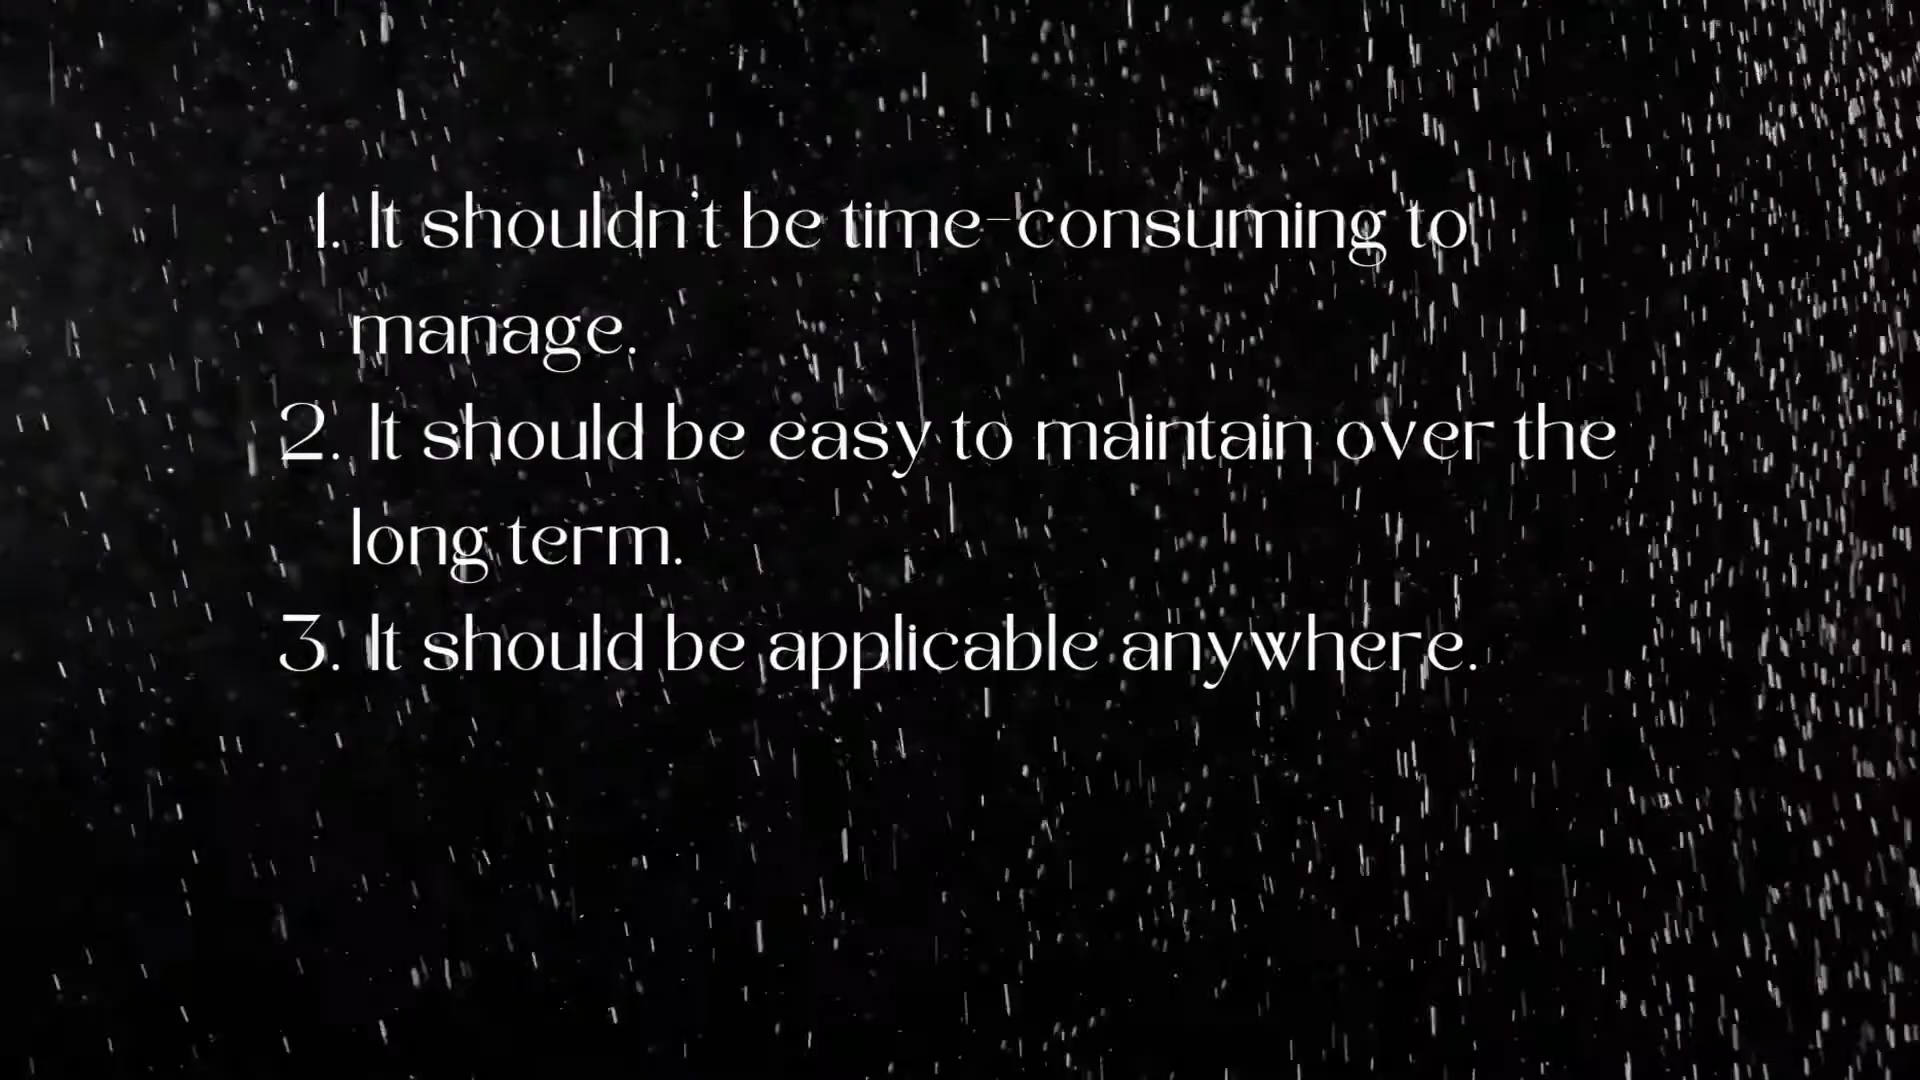 1. It shouldn't be time-consuming to
manage.
2. It should be easy to maintain over the
long term.
3. It should be applicable anywhere.